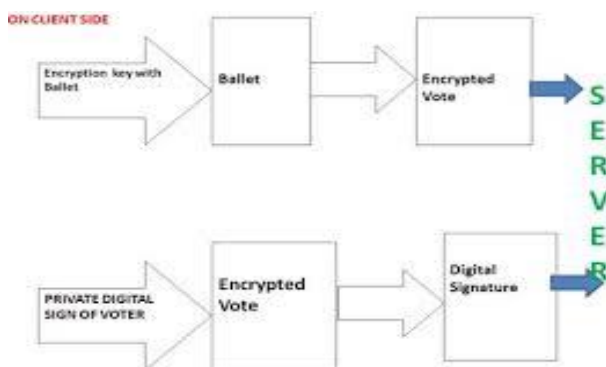 ON CLIENT SIDE
Encryption key with
Ballet
Ballet
Encrypted
Vote
S
E
R
V
E
R
PRIVATE DIGITAL
SIGN OF VOTER
Encrypted
Vote
Digital
Signature